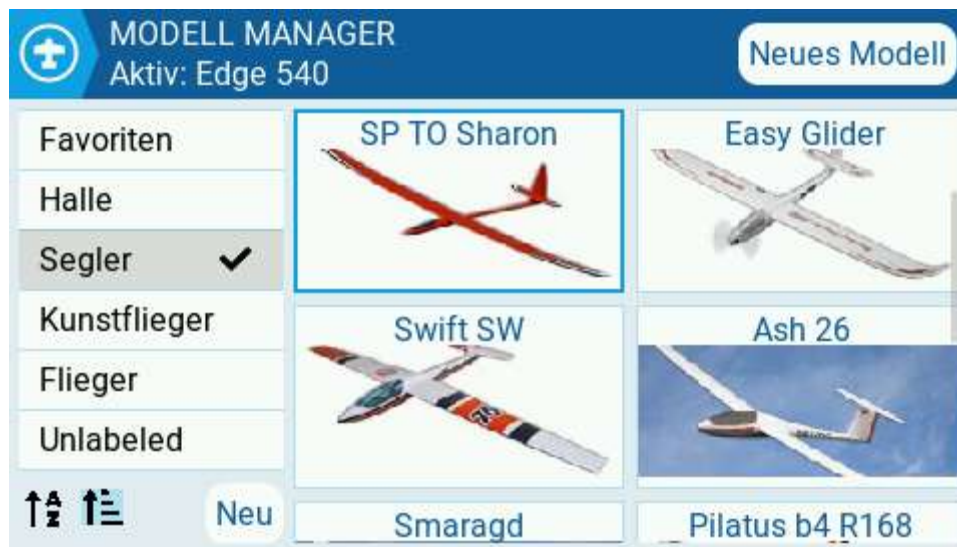 MODELL MANAGER
Aktiv: Edge 540
Neues Modell
Favoriten
Halle
Segler
Kunstflieger
Flieger
Unlabeled
Neu
SP TO Sharon
Easy Glider
Swift SW
Ash 26
Smaragd
Pilatus b4 R168